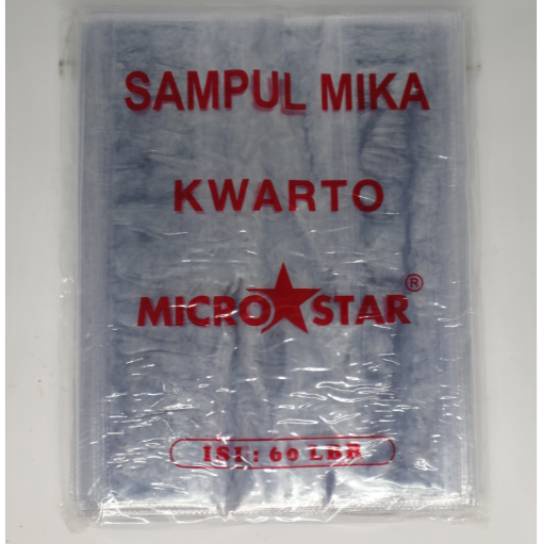 SAMPUL MIKA
KWARTO
MICRO STAR ®
ISI : 60 LBR